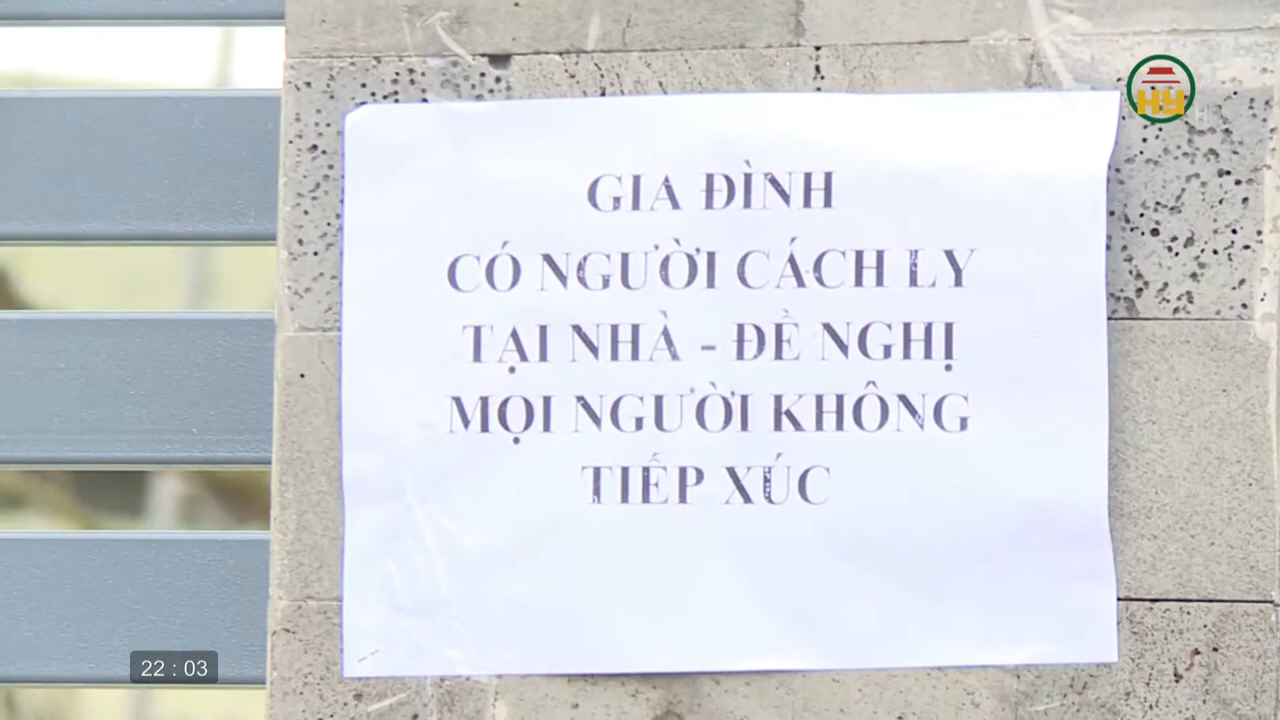 HY
GIA ĐÌNH
CÓ NGƯỜI CÁCH LY
TẠI NHÀ - ĐỀ NGHỊ
MỌI NGƯỜI KHÔNG
TIẾP XÚC
22 : 03